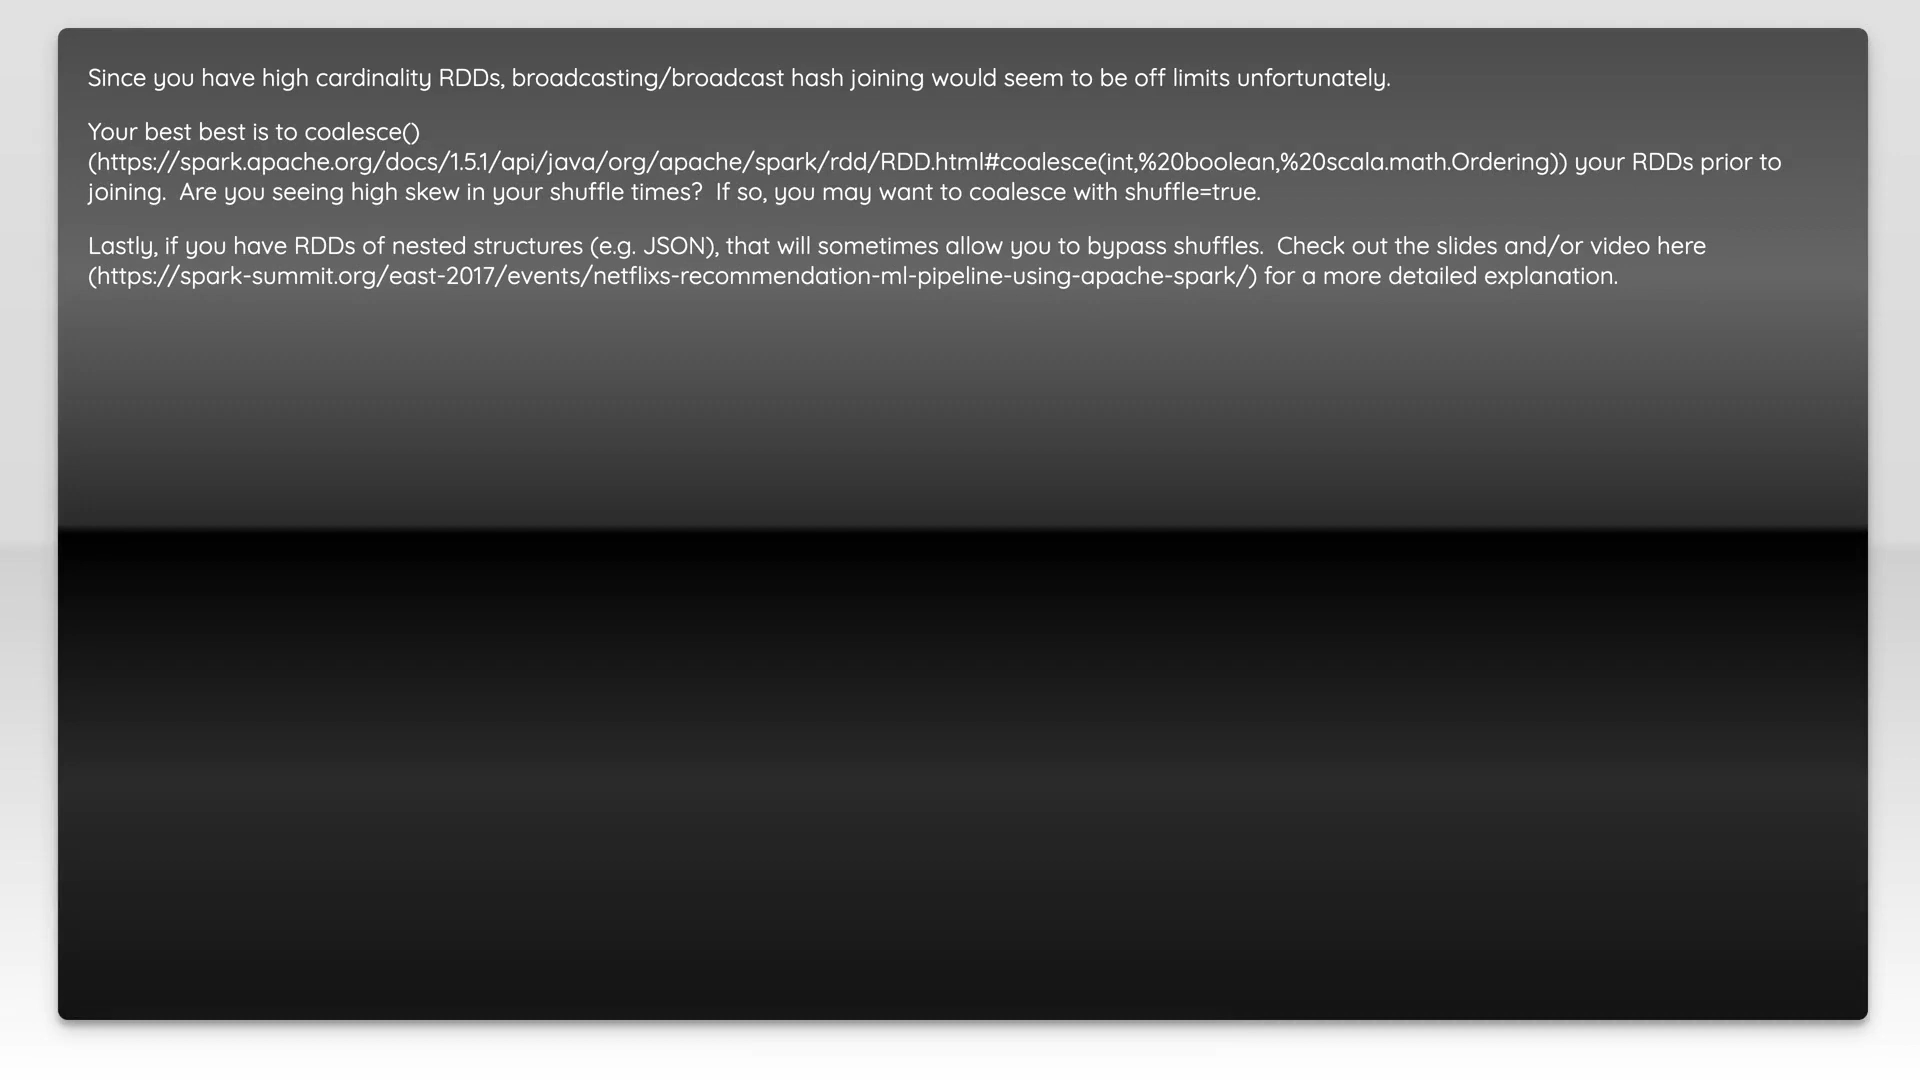 Since you have high cardinality RDDs, broadcasting/broadcast hash joining would seem to be off limits unfortunately.
Your best best is to coalesce()
(https://spark.apache.org/docs/1.5.1/api/java/org/apache/spark/rdd/RDD.html#coalesce(int,%20boolean,%20scala.math.Ordering)) your RDDs prior to
joining.  Are you seeing high skew in your shuffle times?  If so, you may want to coalesce with shuffle=true.
Lastly, if you have RDDs of nested structures (e.g. JSON), that will sometimes allow you to bypass shuffles.  Check out the slides and/or video here
(https://spark-summit.org/east-2017/events/netflixs-recommendation-ml-pipeline-using-apache-spark/) for a more detailed explanation.